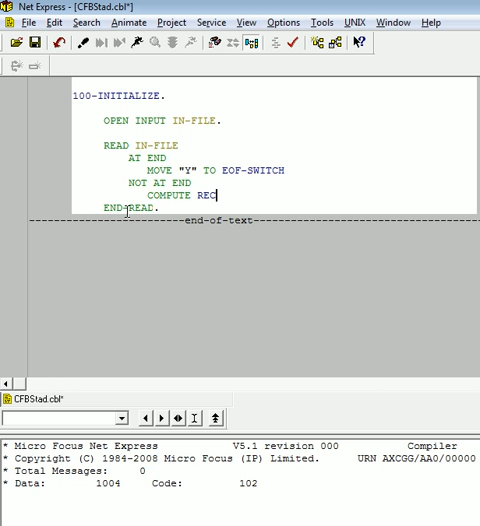 Net Express - [CFBStad.cbl*]
File Edit Search Animate Project Service View Options Tools UNIX Window Help
100-INITIALIZE.
OPEN INPUT IN-FILE.
READ IN-FILE
AT END
MOVE "Y" TO EOF-SWITCH
NOT AT END
COMPUTE REC
END-READ.
end-of-text
CFBStad.cbl*
* Micro Focus Net Express V5.1 revision 000 Compiler
* Copyright (C) 1984-2008 Micro Focus (IP) Limited. URN AXCGG/AA0/00000
* Total Messages: 0
* Data: 1004 Code: 102